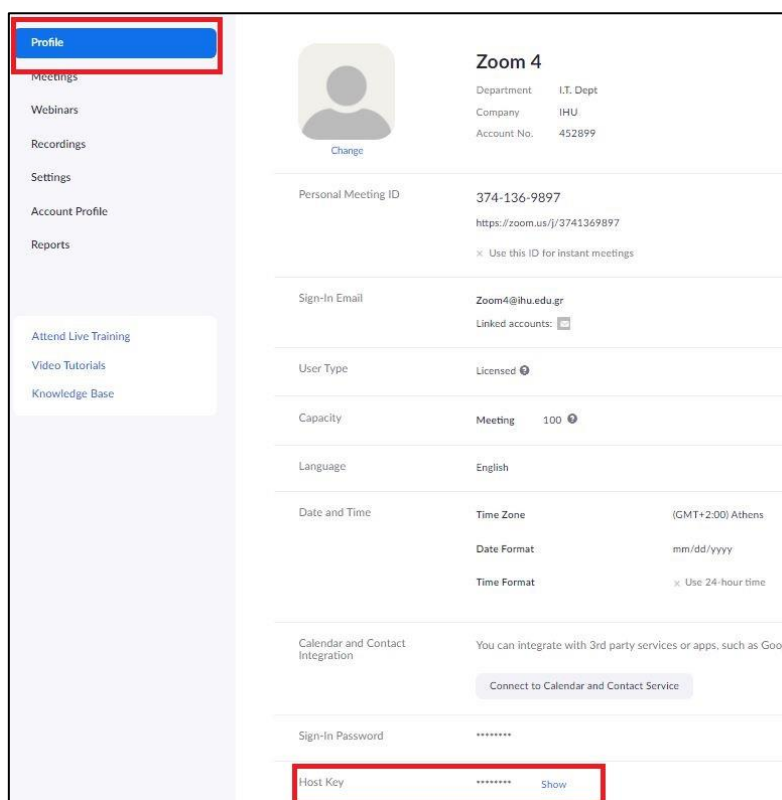 Profile
Meetings
Webinars
Recordings
Settings
Account Profile
Reports
Attend Live Training
Video Tutorials
Knowledge Base
Change
Zoom 4
Department I.T. Dept
Company IHU
Account No. 452899
Personal Meeting ID 374-136-9897
https://zoom.us/j/3741369897
× Use this ID for instant meetings
Sign-In Email Zoom4@ihu.edu.gr
Linked accounts:
User Type Licensed
Capacity Meeting 100
Language English
Date and Time Time Zone (GMT+2:00) Athens
Date Format mm/dd/yyyy
Time Format × Use 24-hour time
Calendar and Contact
Integration
You can integrate with 3rd party services or apps, such as Goo
Connect to Calendar and Contact Service
Sign-In Password ********
Host Key ******** Show